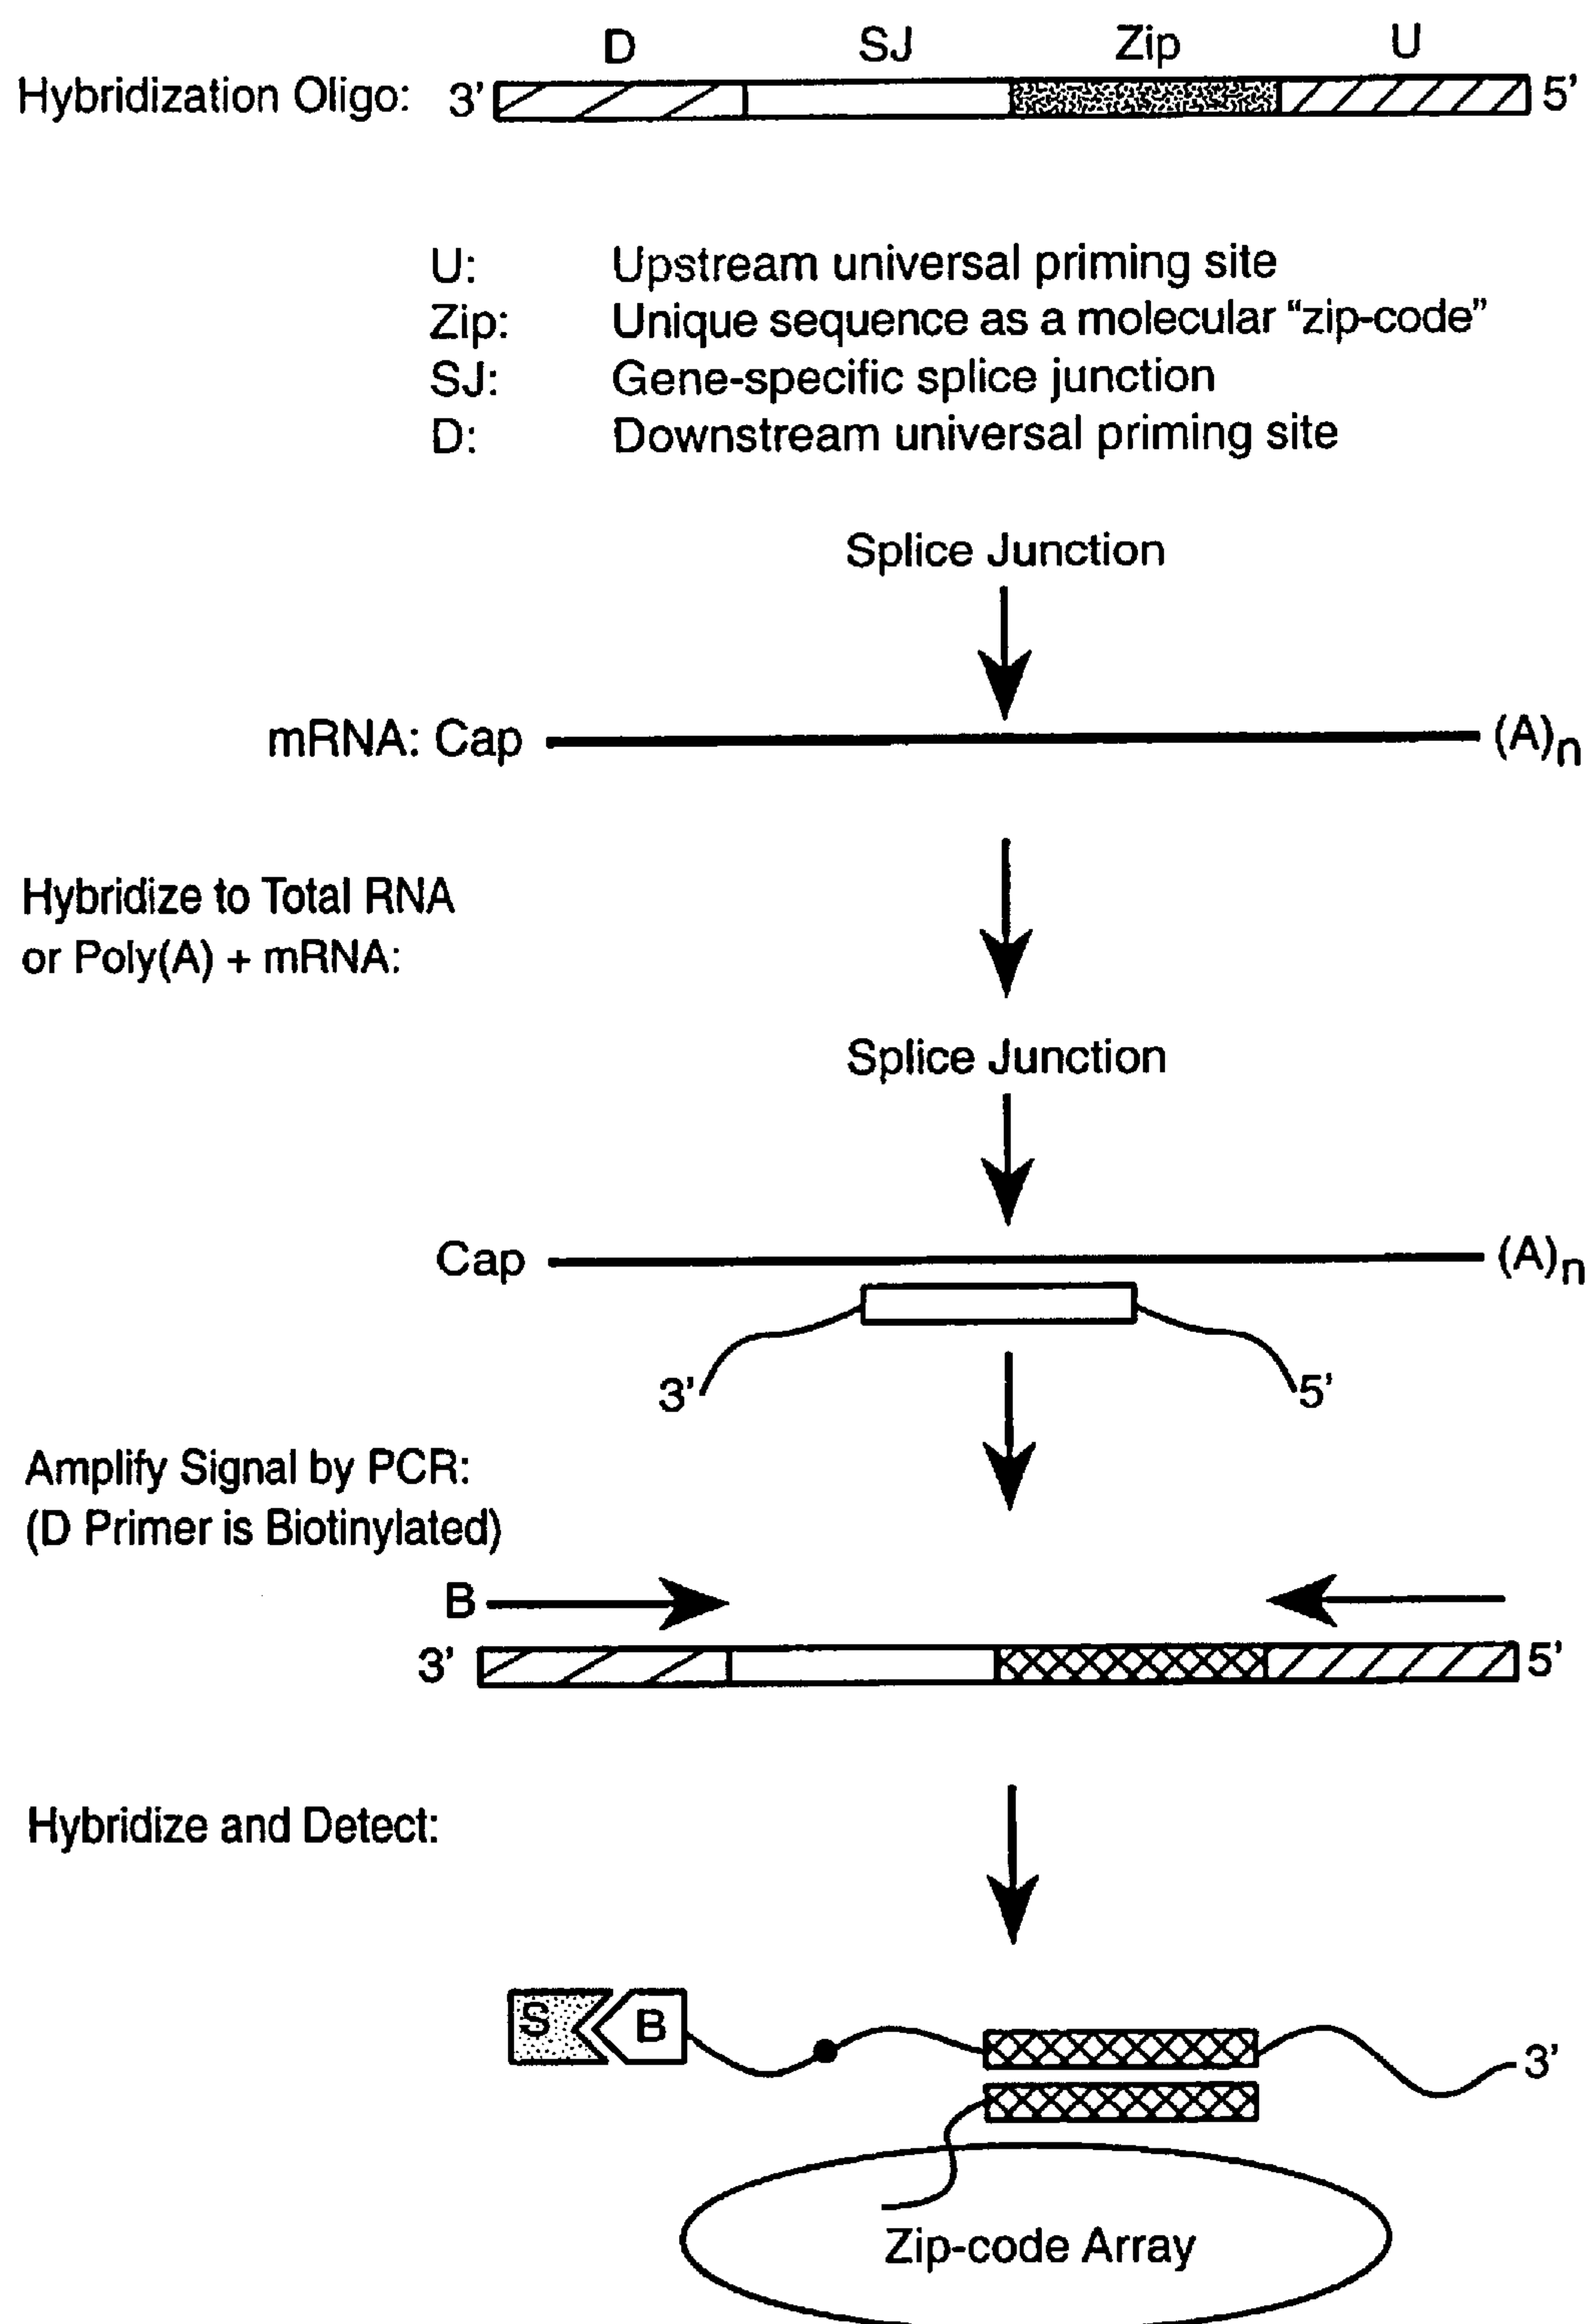 D SJ Zip U
Hybridization Oligo: 3’ 5’
U: Upstream universal priming site
Zip: Unique sequence as a molecular “zip-code”
SJ: Gene-specific splice junction
D: Downstream universal priming site
Splice Junction
mRNA: Cap (A)n
Hybridize to Total RNA
or Poly(A) + mRNA:
Splice Junction
Cap (A)n
3’ 5’
Amplify Signal by PCR:
(D Primer is Biotinylated)
B
3’ 5’
Hybridize and Detect:
S B
3’
Zip-code Array